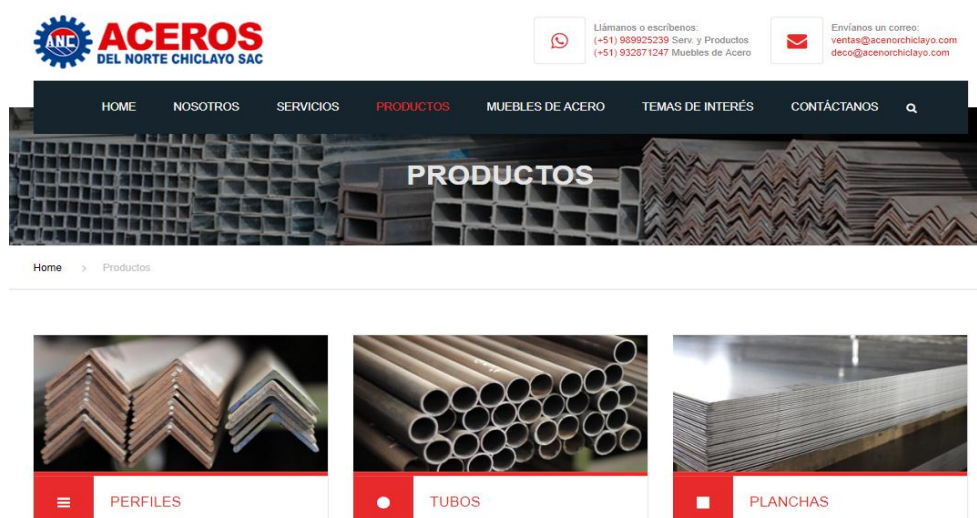 ANC
ACEROS
DEL NORTE CHICLAYO SAC
Llámanos o escríbenos:
(+51) 989925239 Serv. y Productos
(+51) 932871247 Muebles de Acero
Envíanos un correo:
ventas@acenorchiclayo.com
deco@acenorchiclayo.com
HOME NOSOTROS SERVICIOS PRODUCTOS MUEBLES DE ACERO TEMAS DE INTERÉS CONTÁCTANOS
PRODUCTOS
Home > Productos
PERFILES
TUBOS
PLANCHAS